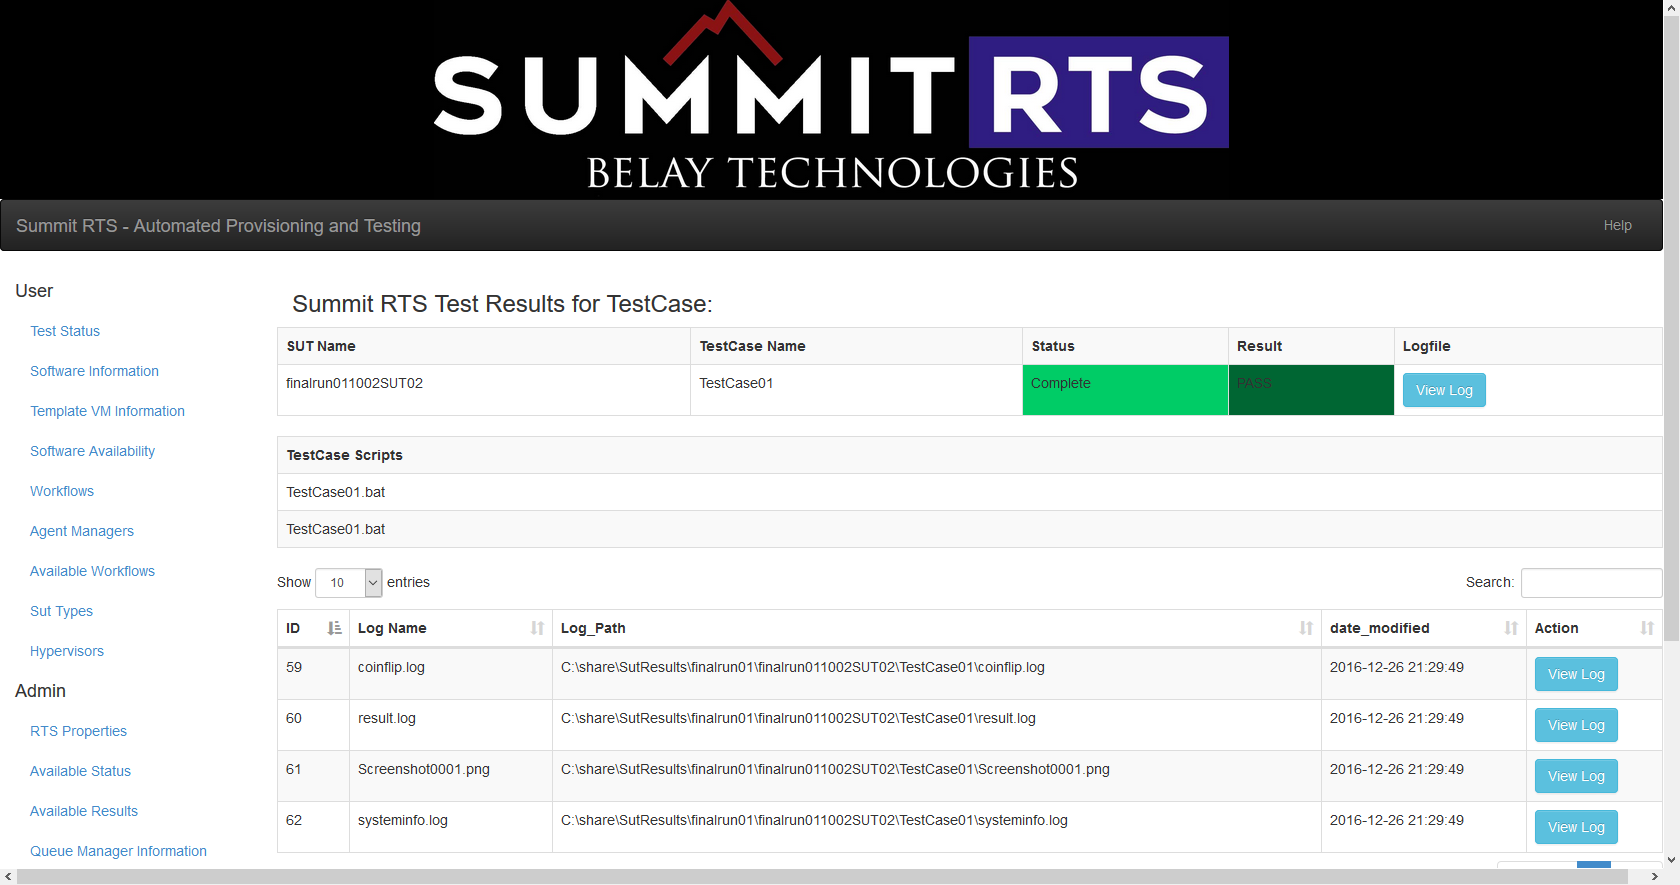 SUMMIT RTS
BELAY TECHNOLOGIES
Summit RTS - Automated Provisioning and Testing Help
User
Test Status
Software Information
Template VM Information
Software Availability
Workflows
Agent Managers
Available Workflows
Sut Types
Hypervisors
Admin
RTS Properties
Available Status
Available Results
Queue Manager Information
Summit RTS Test Results for TestCase:
SUT Name TestCase Name Status Result Logfile
finalrun011002SUT02 TestCase01 Complete PASS View Log
TestCase Scripts
TestCase01.bat
TestCase01.bat
Show 10 entries Search:
ID Log Name Log_Path date_modified Action
59 coinflip.log C:\share\SutResults\finalrun01\finalrun011002SUT02\TestCase01\coinflip.log 2016-12-26 21:29:49 View Log
60 result.log C:\share\SutResults\finalrun01\finalrun011002SUT02\TestCase01\result.log 2016-12-26 21:29:49 View Log
61 Screenshot0001.png C:\share\SutResults\finalrun01\finalrun011002SUT02\TestCase01\Screenshot0001.png 2016-12-26 21:29:49 View Log
62 systeminfo.log C:\share\SutResults\finalrun01\finalrun011002SUT02\TestCase01\systeminfo.log 2016-12-26 21:29:49 View Log